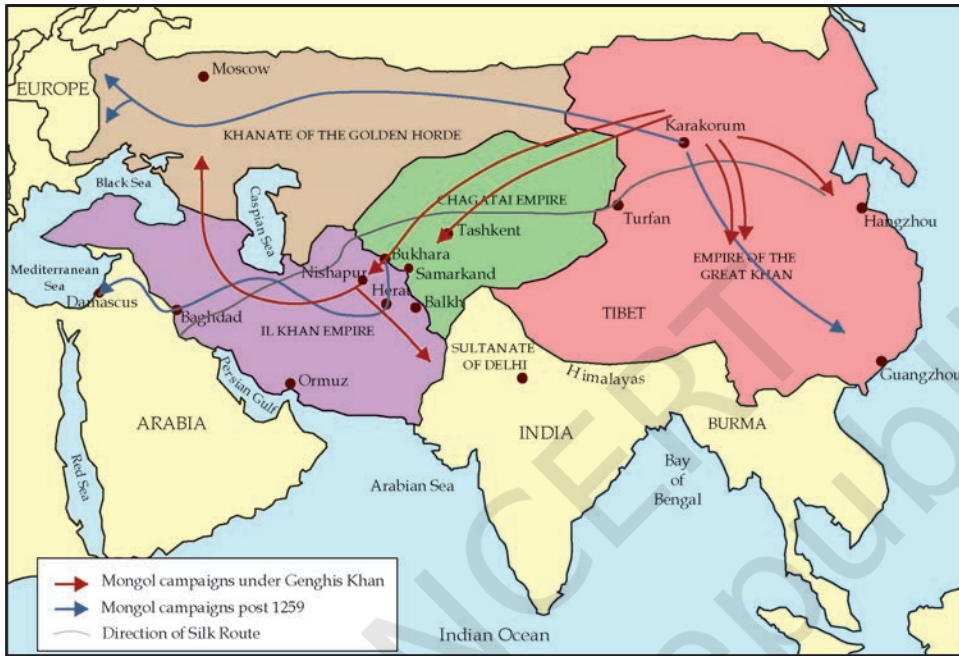 EUROPE
Moscow
KHANATE OF THE GOLDEN HORDE
Karakorum
Black Sea
Caspian Sea
CHAGATAI EMPIRE
Turfan
Hangzhou
Tashkent
Mediterranean
Sea
Bukhara
Nishapur
Samarkand
EMPIRE OF THE
GREAT KHAN
Damascus
Herat
Balkh
Baghdad
IL KHAN EMPIRE
TIBET
SULTANATE
OF DELHI
Himalayas
Guangzhou
Persian Gulf
Ormuz
ARABIA
INDIA
BURMA
Red Sea
Arabian Sea
Bay
of
Bengal
Mongol campaigns under Genghis Khan
Mongol campaigns post 1259
Direction of Silk Route
Indian Ocean
NCERT
republ